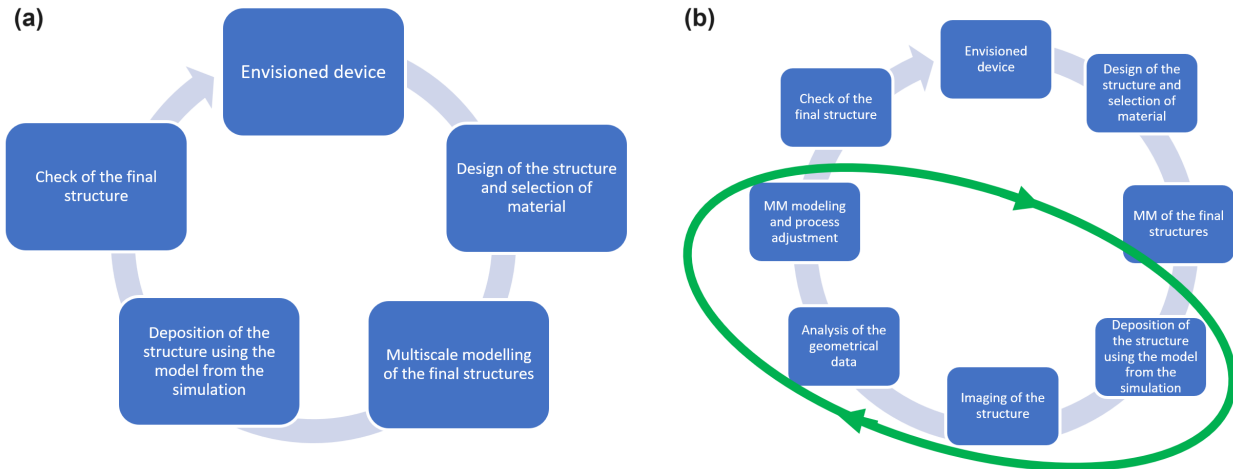 (a)
Envisioned device
Design of the structure
and selection of
material
Multiscale modelling
of the final structures
Deposition of the
structure using the
model from the
simulation
Check of the final
structure
(b)
Envisioned
device
Design of the
structure and
selection of
material
MM of the final
structures
Deposition of
the structure
using the model
from the
simulation
Imaging of the
structure
Analysis of the
geometrical
data
MM modeling
and process
adjustment
Check of the
final structure